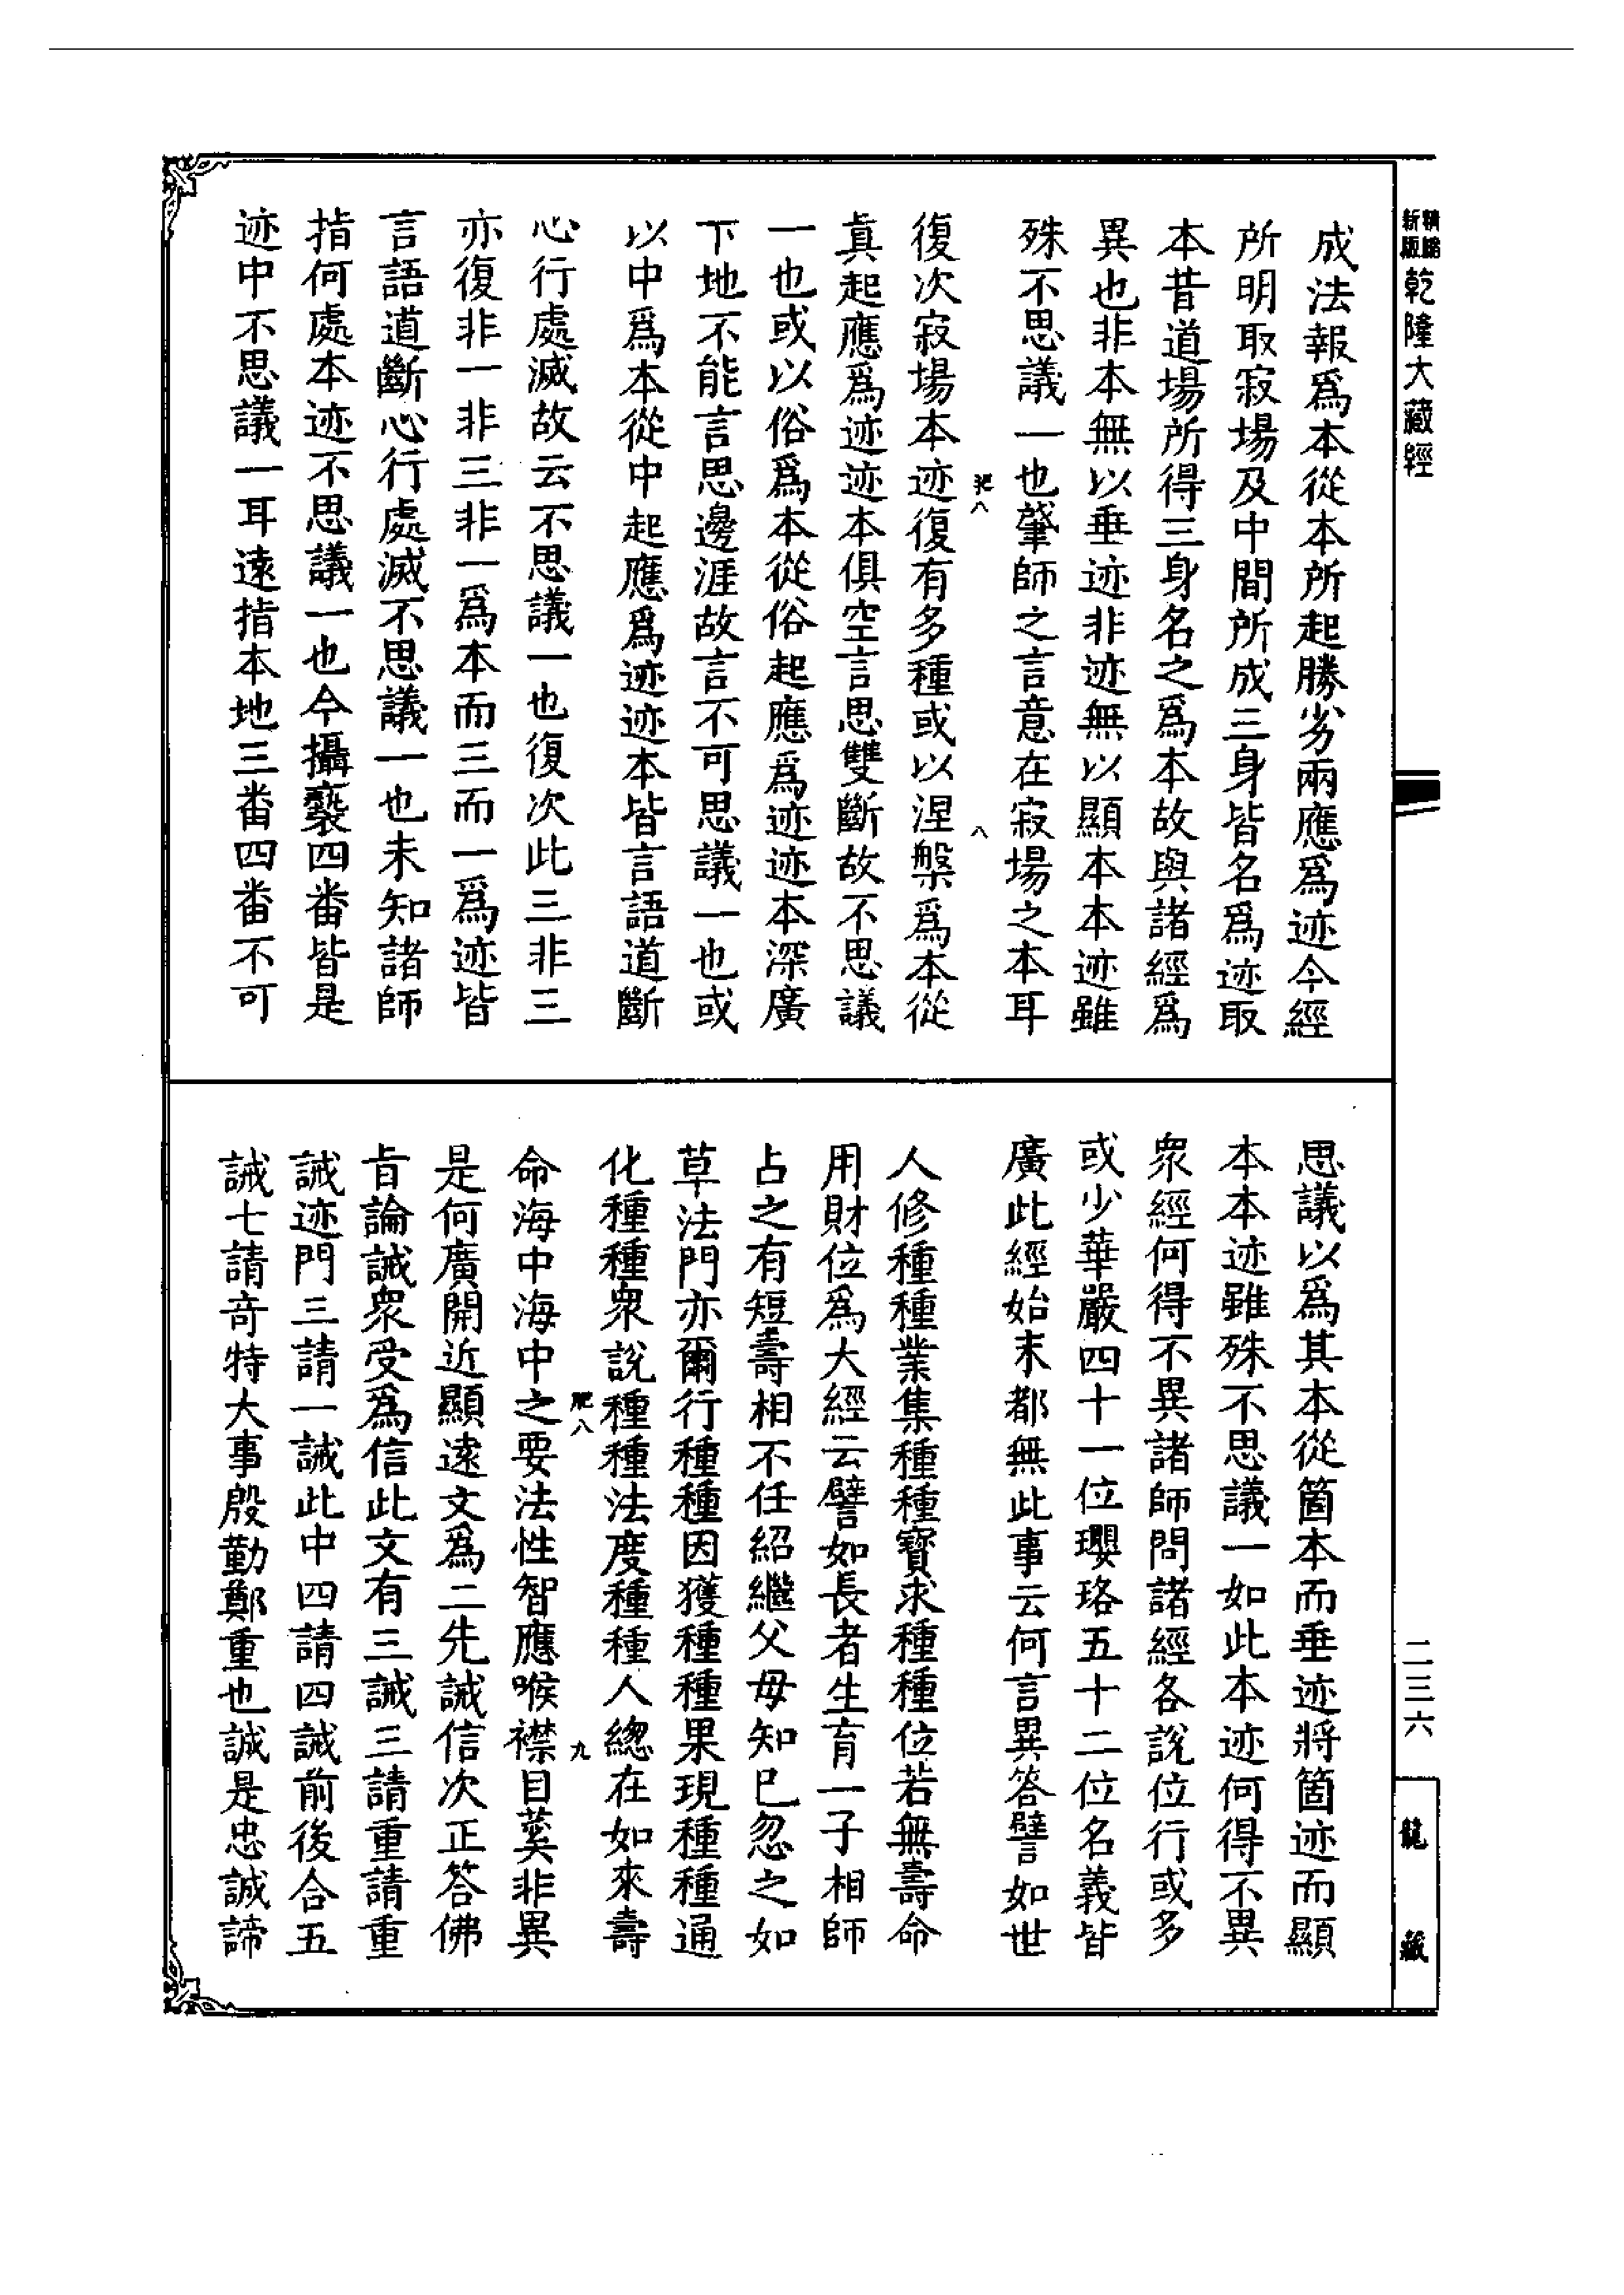 精縮新版乾隆大藏經
成法報爲本從本所起勝劣兩應爲迹今經
所明取寂場及中間所成三身皆名爲迹取
本昔道場所得三身名之爲本故與諸經爲
異也非本無以垂迹非迹無以顯本本迹雖
殊不思議一也肇師之言意在寂場之本耳
肥八
八
復次寂場本迹復有多種或以涅槃爲本從
真起應爲迹迹本俱空言思雙斷故不思議
一也或以俗爲本從俗起應爲迹迹本深廣
下地不能言思邊涯故言不可思議一也或
以中爲本從中起應爲迹迹本皆言語道斷
心行處滅故云不思議一也復次此三非三
亦復非一非三非一爲本而三而一爲迹皆
言語道斷心行處滅不思議一也未知諸師
指何處本迹不思議一也今攝褻四番皆是
迹中不思議一耳遠指本地三番四番不可
思議以爲其本從箇本而垂迹將箇迹而顯
本本迹雖殊不思議一如此本迹何得不異
衆經何得不異諸師問諸經各說位行或多
或少華嚴四十一位瓔珞五十二位名義皆
廣此經始末都無此事云何言異答譬如世
人修種種業集種種寶求種種位若無壽命
用財位爲大經云譬如長者生育一子相師
占之有短壽相不任紹繼父母知已忽之如
草法門亦爾行種種因獲種種果現種種通
化種種衆說種種法度種種人總在如來壽
肥八
九
命海中海中之要法性智應喉襟目蓂非異
是何廣開近顯遠文爲二先誡信次正答佛
旨論誡衆受爲信此文有三誡三請重請重
誡迹門三請一誡此中四請四誡前後合五
誡七請奇特大事殷勤鄭重也誠是忠誠諦
二三六
龍藏